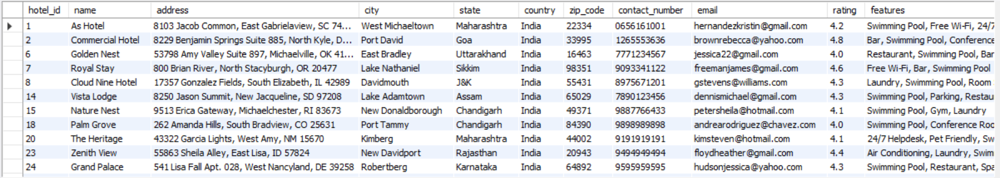 hotel_id name address city state country zip_code contact_number email rating features
1 As Hotel 8103 Jacob Common, East Gabrielaview, SC 74... West Michaeltown Maharashtra India 22334 0656161001 hernandezkristin@gmail.com 4.2 Swimming Pool, Free Wi-Fi, 24/7
2 Commercial Hotel 8229 Benjamin Springs Suite 885, North Kyle, D... Port David Goa India 33995 1265553636 brownrebecca@yahoo.com 4.8 Bar, Swimming Pool, Conference
6 Golden Nest 53798 Amy Valley Suite 897, Michaelville, OK 41... East Bradley Uttarakhand India 16463 7771234567 jessica22@gmail.com 4.0 Restaurant, Swimming Pool, Bar
7 Royal Stay 800 Brian River, North Stacyburgh, OR 20477 Lake Nathaniel Sikkim India 98351 9093341122 freemanjames@gmail.com 4.6 Free Wi-Fi, Bar, Swimming Pool
8 Cloud Nine Hotel 17357 Gonzalez Fields, South Elizabeth, IL 42989 Davidmouth J&K India 55431 8975671201 gstevens@williams.com 4.3 Laundry, Swimming Pool, Room
14 Vista Lodge 8250 Jason Summit, New Jacqueline, SD 97208 Lake Adamtown Assam India 65029 7890123456 dennismichael@gmail.com 4.3 Swimming Pool, Parking, Restau
15 Nature Nest 9513 Erica Gateway, Michaelchester, RI 83673 New Donaldborough Chandigarh India 49371 9887766433 petersheila@hotmail.com 4.1 Swimming Pool, Gym, Laundry
18 Palm Grove 262 Amanda Hills, South Bradview, CO 25631 Port Tammy Chandigarh India 84390 9898989898 andrearodriguez@chavez.com 4.0 Swimming Pool, Conference Roo
20 The Heritage 43322 Garcia Lights, West Amy, NM 15670 Kimberg Maharashtra India 44002 9191919191 kimsteven@hotmail.com 4.1 24/7 Helpdesk, Pet Friendly, Sw
23 Zenith View 55863 Sheila Alley, East Lisa, ID 57824 New Davidport Rajasthan India 20943 9494949494 floydheather@gmail.com 4.4 Air Conditioning, Laundry, Swim
24 Grand Palace 541 Lisa Fall Apt. 028, West Nancyland, DE 39258 Robertberg Karnataka India 64892 9595959595 hudsonjessica@yahoo.com 4.3 Swimming Pool, Restaurant, Spa